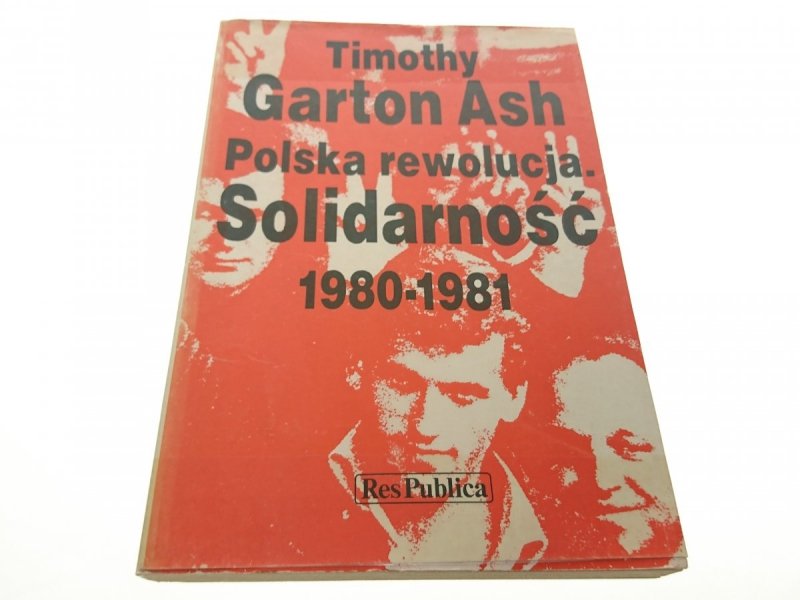 Timothy
Garton Ash
Polska rewolucja.
Solidarność
1980-1981
Res Publica